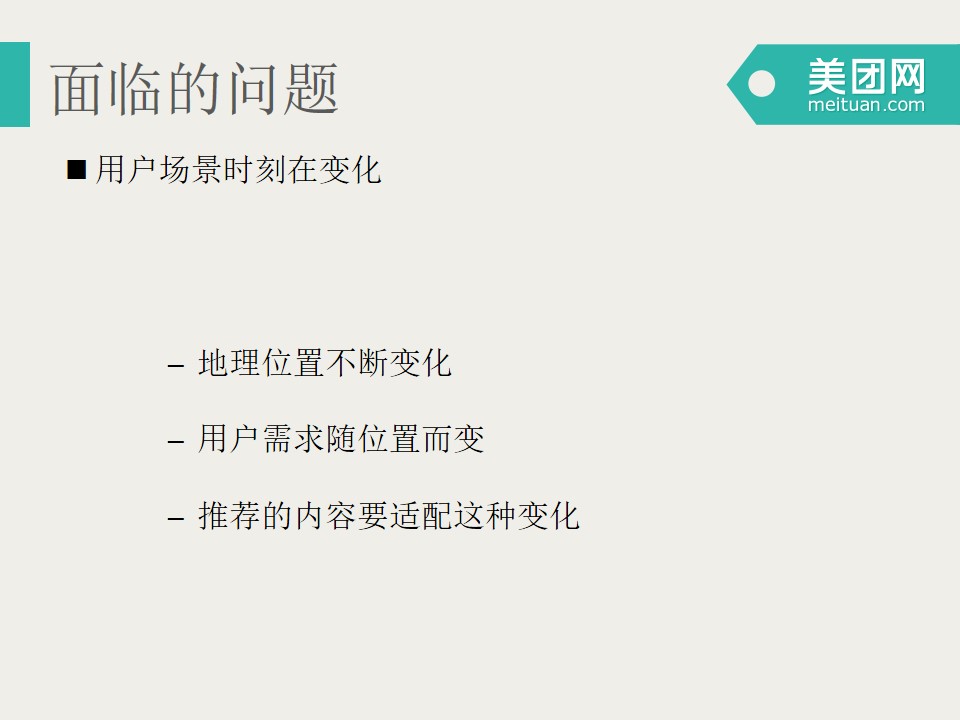 面临的问题
美团网
meituan.com
■ 用户场景时刻在变化
– 地理位置不断变化
– 用户需求随位置而变
– 推荐的内容要适配这种变化